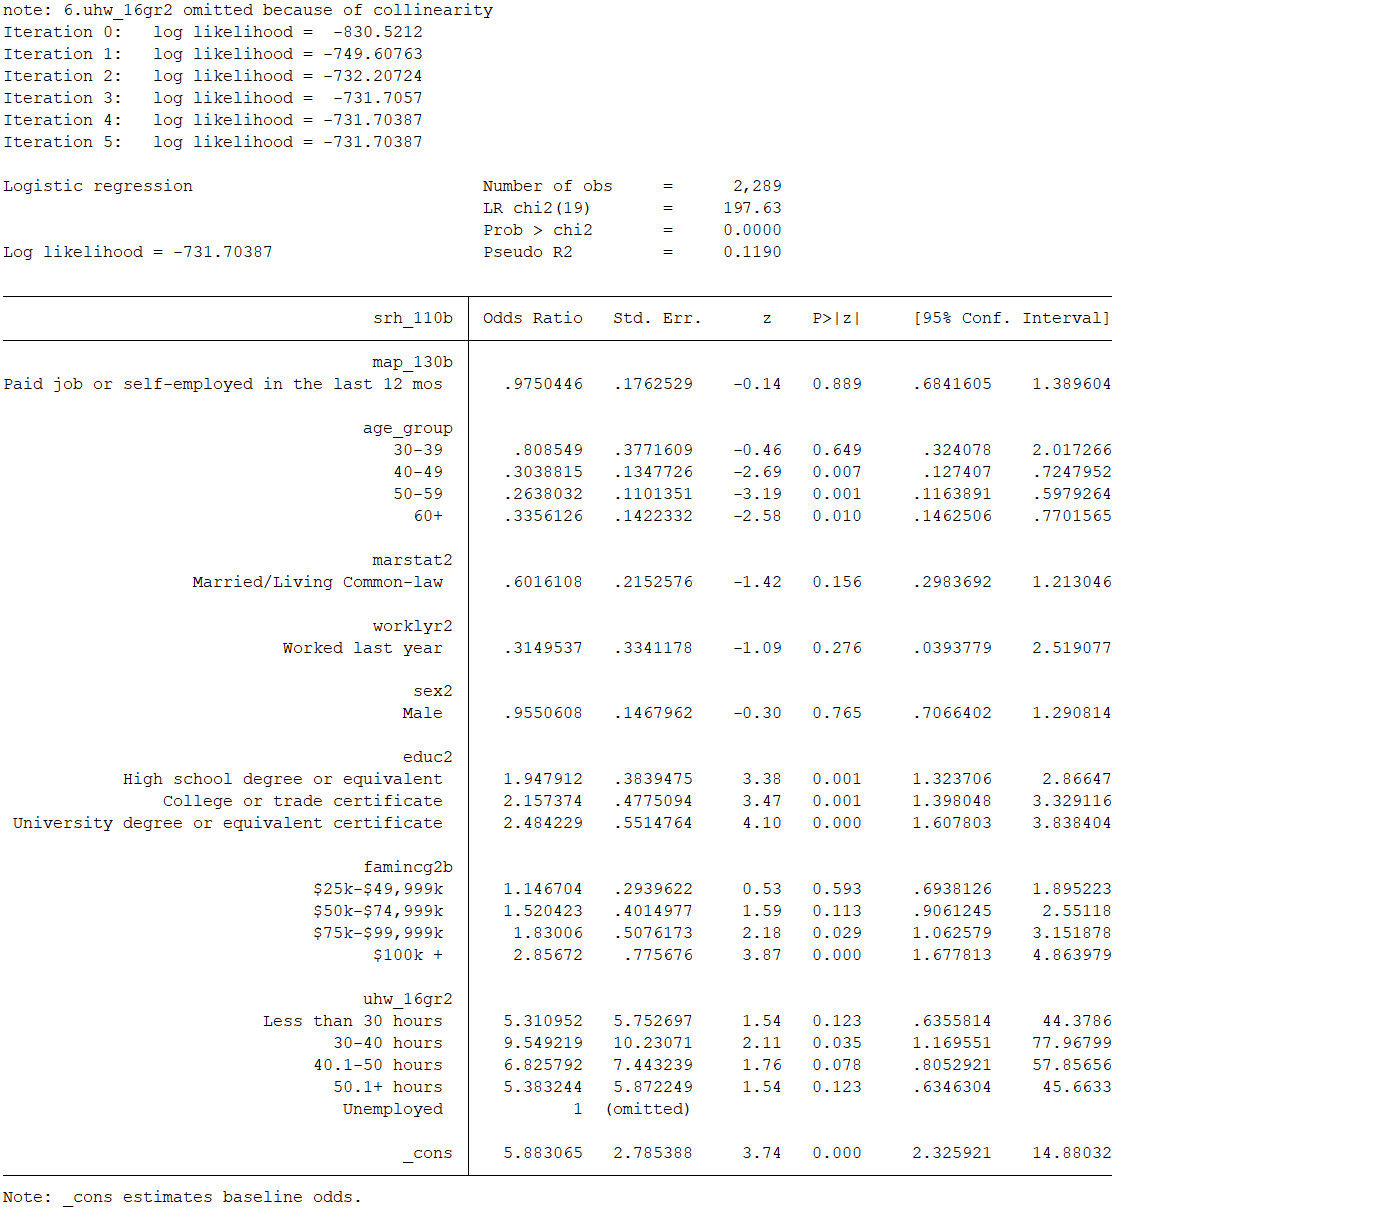 note: 6.uhw_16gr2 omitted because of collinearity
Iteration 0:   log likelihood =  -830.5212
Iteration 1:   log likelihood = -749.60763
Iteration 2:   log likelihood = -732.20724
Iteration 3:   log likelihood =  -731.7057
Iteration 4:   log likelihood = -731.70387
Iteration 5:   log likelihood = -731.70387
Logistic regression Number of obs = 2,289
LR chi2(19) = 197.63
Prob > chi2 = 0.0000
Log likelihood = -731.70387 Pseudo R2 = 0.1190
srh_110b Odds Ratio Std. Err. z P>|z| [95% Conf. Interval]
map_130b
Paid job or self-employed in the last 12 mos .9750446 .1762529 -0.14 0.889 .6841605 1.389604
age_group
30-39 .808549 .3771609 -0.46 0.649 .324078 2.017266
40-49 .3038815 .1347726 -2.69 0.007 .127407 .7247952
50-59 .2638032 .1101351 -3.19 0.001 .1163891 .5979264
60+ .3356126 .1422332 -2.58 0.010 .1462506 .7701565
marstat2
Married/Living Common-law .6016108 .2152576 -1.42 0.156 .2983692 1.213046
worklyr2
Worked last year .3149537 .3341178 -1.09 0.276 .0393779 2.519077
sex2
Male .9550608 .1467962 -0.30 0.765 .7066402 1.290814
educ2
High school degree or equivalent 1.947912 .3839475 3.38 0.001 1.323706 2.86647
College or trade certificate 2.157374 .4775094 3.47 0.001 1.398048 3.329116
University degree or equivalent certificate 2.484229 .5514764 4.10 0.000 1.607803 3.838404
famincg2b
$25k-$49,999k 1.146704 .2939622 0.53 0.593 .6938126 1.895223
$50k-$74,999k 1.520423 .4014977 1.59 0.113 .9061245 2.55118
$75k-$99,999k 1.83006 .5076173 2.18 0.029 1.062579 3.151878
$100k + 2.85672 .775676 3.87 0.000 1.677813 4.863979
uhw_16gr2
Less than 30 hours 5.310952 5.752697 1.54 0.123 .6355814 44.3786
30-40 hours 9.549219 10.23071 2.11 0.035 1.169551 77.96799
40.1-50 hours 6.825792 7.443239 1.76 0.078 .8052921 57.85656
50.1+ hours 5.383244 5.872249 1.54 0.123 .6346304 45.6633
Unemployed 1 (omitted)
_cons 5.883065 2.785388 3.74 0.000 2.325921 14.88032
Note: _cons estimates baseline odds.